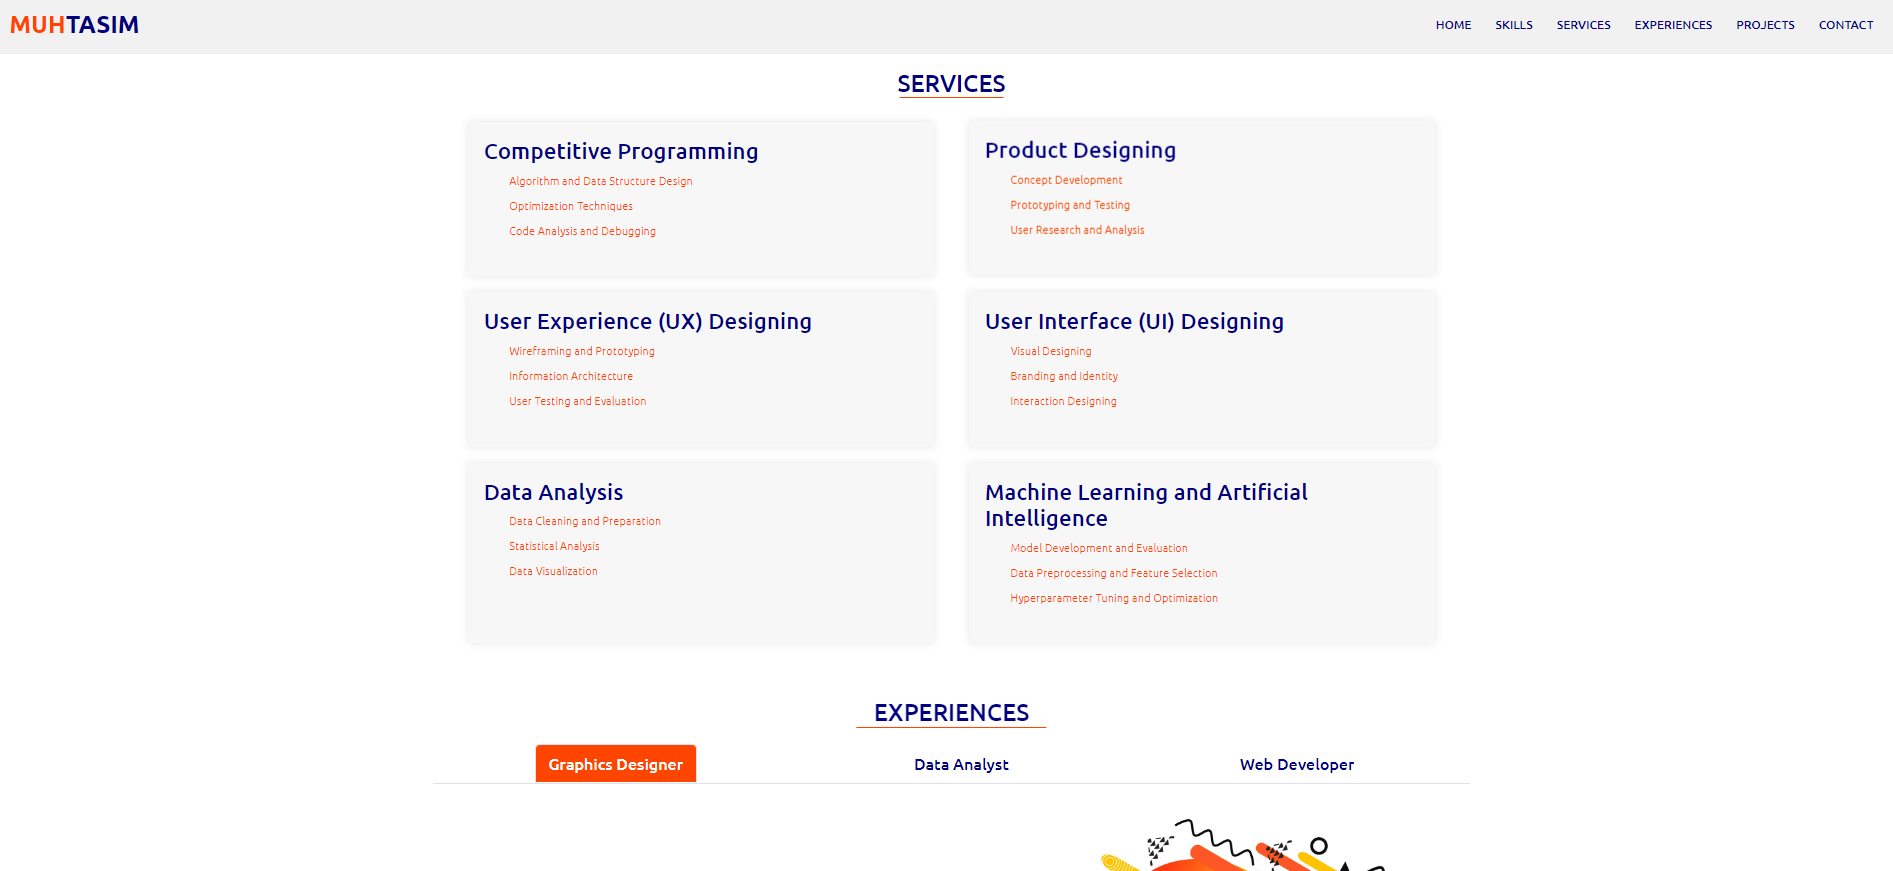 MUHTASIM
HOME SKILLS SERVICES EXPERIENCES PROJECTS CONTACT
SERVICES
Competitive Programming
Algorithm and Data Structure Design
Optimization Techniques
Code Analysis and Debugging
Product Designing
Concept Development
Prototyping and Testing
User Research and Analysis
User Experience (UX) Designing
Wireframing and Prototyping
Information Architecture
User Testing and Evaluation
User Interface (UI) Designing
Visual Designing
Branding and Identity
Interaction Designing
Data Analysis
Data Cleaning and Preparation
Statistical Analysis
Data Visualization
Machine Learning and Artificial
Intelligence
Model Development and Evaluation
Data Preprocessing and Feature Selection
Hyperparameter Tuning and Optimization
EXPERIENCES
Graphics Designer Data Analyst Web Developer